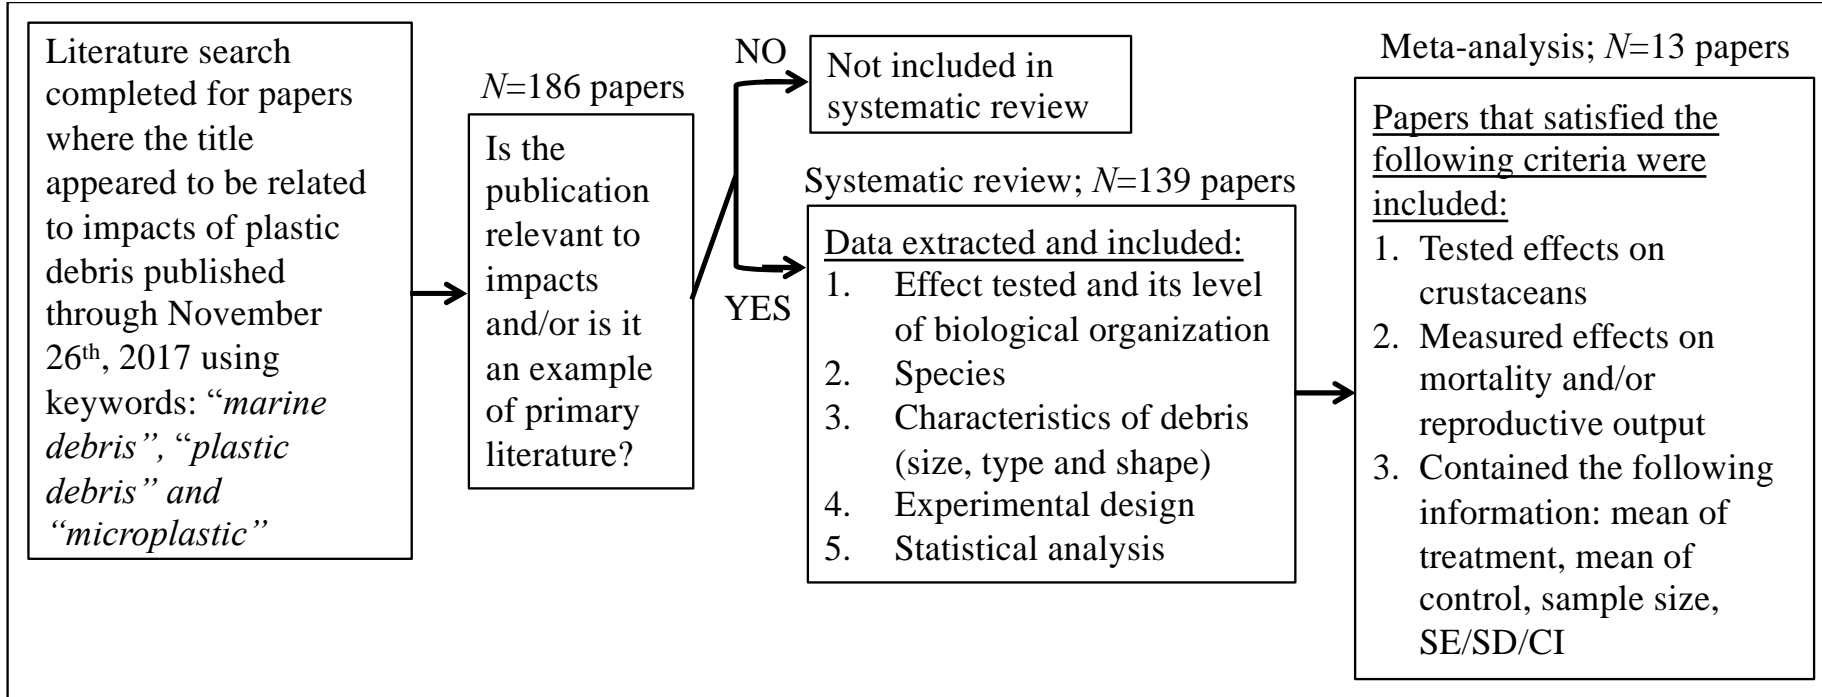 Literature search
completed for papers
where the title
appeared to be related
to impacts of plastic
debris published
through November
26th, 2017 using
keywords: “marine
debris”, “plastic
debris” and
“microplastic”
N=186 papers
Is the
publication
relevant to
impacts
and/or is it
an example
of primary
literature?
NO
Not included in
systematic review
YES
Systematic review; N=139 papers
Data extracted and included:
1. Effect tested and its level
of biological organization
2. Species
3. Characteristics of debris
(size, type and shape)
4. Experimental design
5. Statistical analysis
Meta-analysis; N=13 papers
Papers that satisfied the
following criteria were
included:
1. Tested effects on
crustaceans
2. Measured effects on
mortality and/or
reproductive output
3. Contained the following
information: mean of
treatment, mean of
control, sample size,
SE/SD/CI